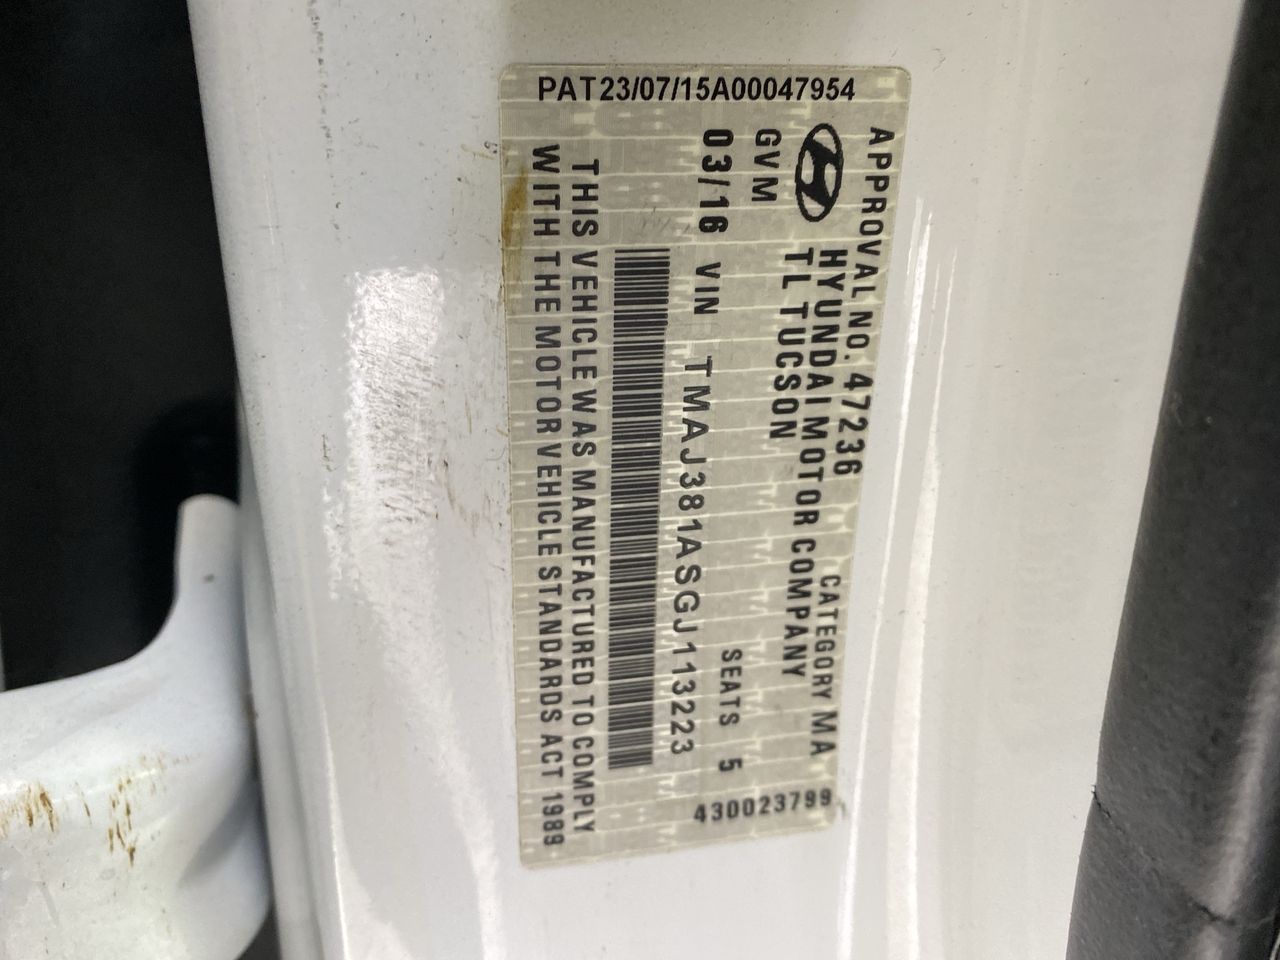 PAT23/07/15A00047954
APPROVAL NO. 47236 CATEGORY MA
HYUNDAI MOTOR COMPANY
TL TUCSON
GVM
SEATS 5
03/16 VIN TMAJ381ASGJ113223
THIS VEHICLE WAS MANUFACTURED TO COMPLY
WITH THE MOTOR VEHICLE STANDARDS ACT 1989
430023799